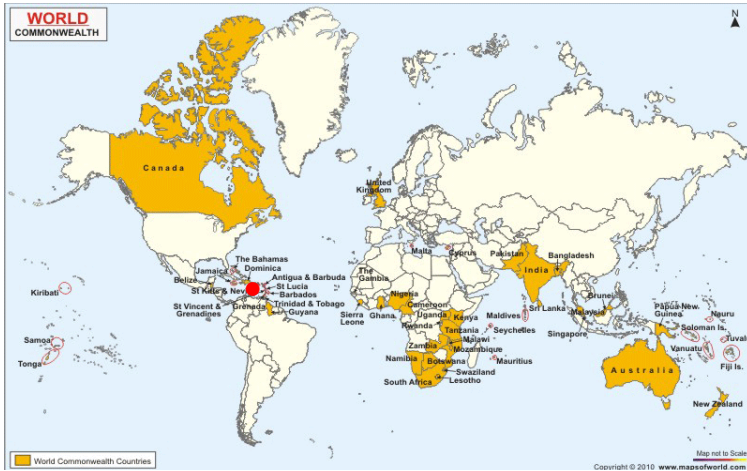 WORLD
COMMONWEALTH
N
Canada
United
Kingdom
Malta
Cyprus
Pakistan
Bangladesh
India
The Bahamas
Jamaica
Dominica
Antigua & Barbuda
Belize
St Kitts & Nev
St Lucia
Barbados
Trinidad & Tobago
Grenada
Guyana
St Vincent &
Grenadines
The
Gambia
Nigeria
Cameroon
Sierra
Leone
Ghana
Uganda
Kenya
Rwanda
Tanzania
Malawi
Zambia
Mozambique
Namibia
Botswana
Swaziland
South Africa
Lesotho
Maldives
Sri Lanka
Seychelles
Mauritius
Brunei
Malaysia
Singapore
Papua New
Guinea
Nauru
Soloman Is.
Tuval
Vanuatu
Fiji Is.
Australia
New Zealand
Kiribati
Samoa
Tonga
World Commonwealth Countries
Map not to Scale
Copyright © 2010 www.mapsofworld.com